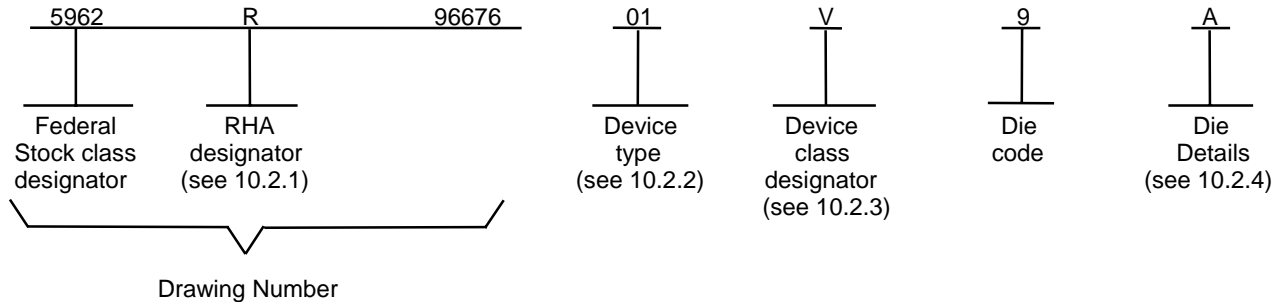 5962 R 96676 01 V 9 A
Federal Stock class designator
RHA designator (see 10.2.1)
Device type (see 10.2.2)
Device class designator (see 10.2.3)
Die code
Die Details (see 10.2.4)
Drawing Number